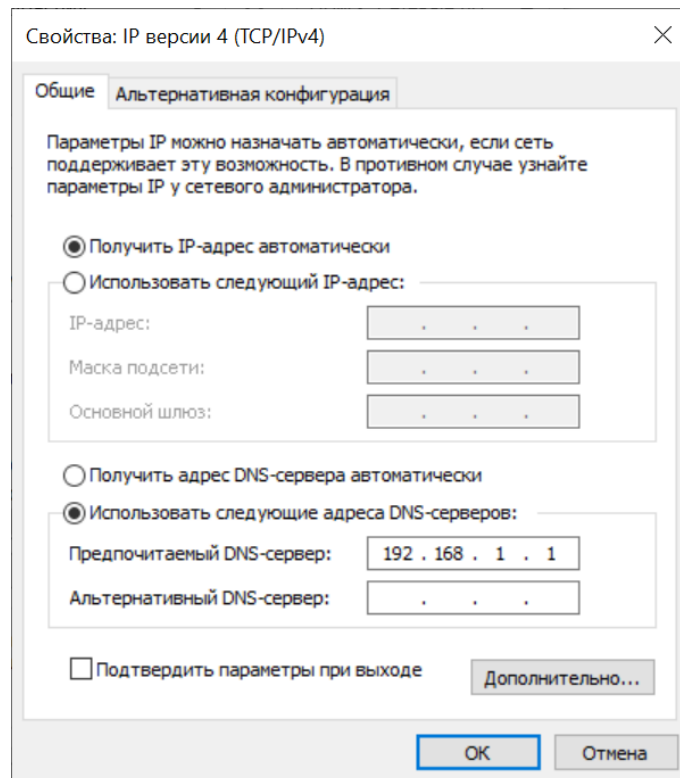 Свойства: IP версии 4 (TCP/IPv4)
Общие
Альтернативная конфигурация
Параметры IP можно назначать автоматически, если сеть
поддерживает эту возможность. В противном случае узнайте
параметры IP у сетевого администратора.
Получить IP-адрес автоматически
Использовать следующий IP-адрес:
IP-адрес:
Маска подсети:
Основной шлюз:
Получить адрес DNS-сервера автоматически
Использовать следующие адреса DNS-серверов:
Предпочитаемый DNS-сервер: 192 . 168 . 1 . 1
Альтернативный DNS-сервер:
Подтвердить параметры при выходе
Дополнительно...
ОК Отмена